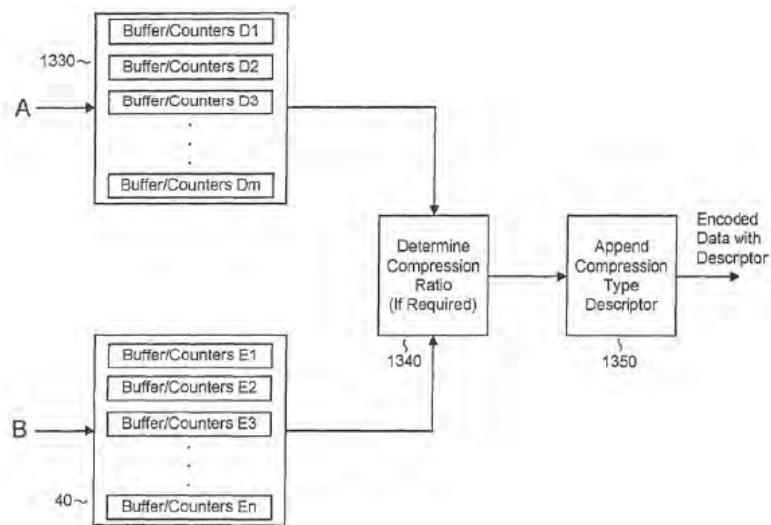 Buffer/Counters D1
1330
Buffer/Counters D2
A
Buffer/Counters D3
Buffer/Counters Dm
Determine
Compression
Ratio
(If Required)
1340
Append
Compression
Type
Descriptor
1350
Encoded
Data with
Descriptor
Buffer/Counters E1
Buffer/Counters E2
B
Buffer/Counters E3
40
Buffer/Counters En